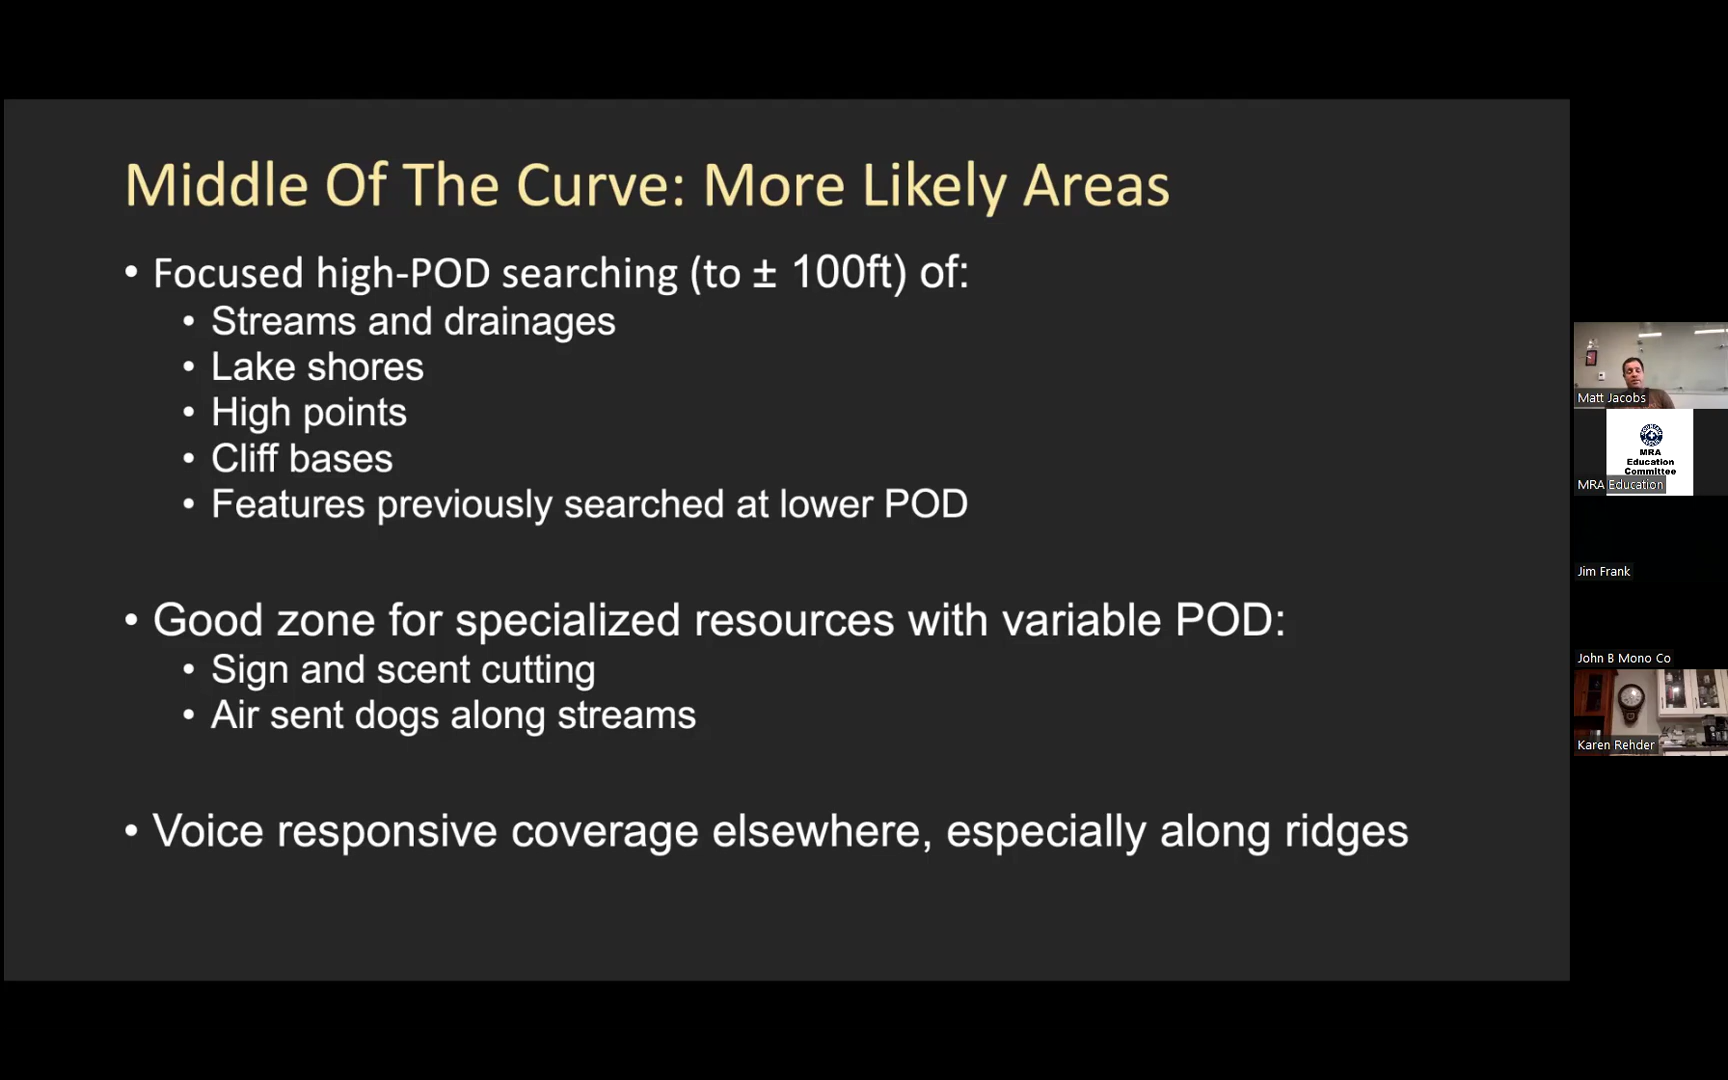 Middle Of The Curve: More Likely Areas
• Focused high-POD searching (to ± 100ft) of:
• Streams and drainages
• Lake shores
• High points
• Cliff bases
• Features previously searched at lower POD
• Good zone for specialized resources with variable POD:
• Sign and scent cutting
• Air sent dogs along streams
• Voice responsive coverage elsewhere, especially along ridges
Matt Jacobs
MRA
Education
Committee
MRA Education
Jim Frank
John B Mono Co
Karen Rehder